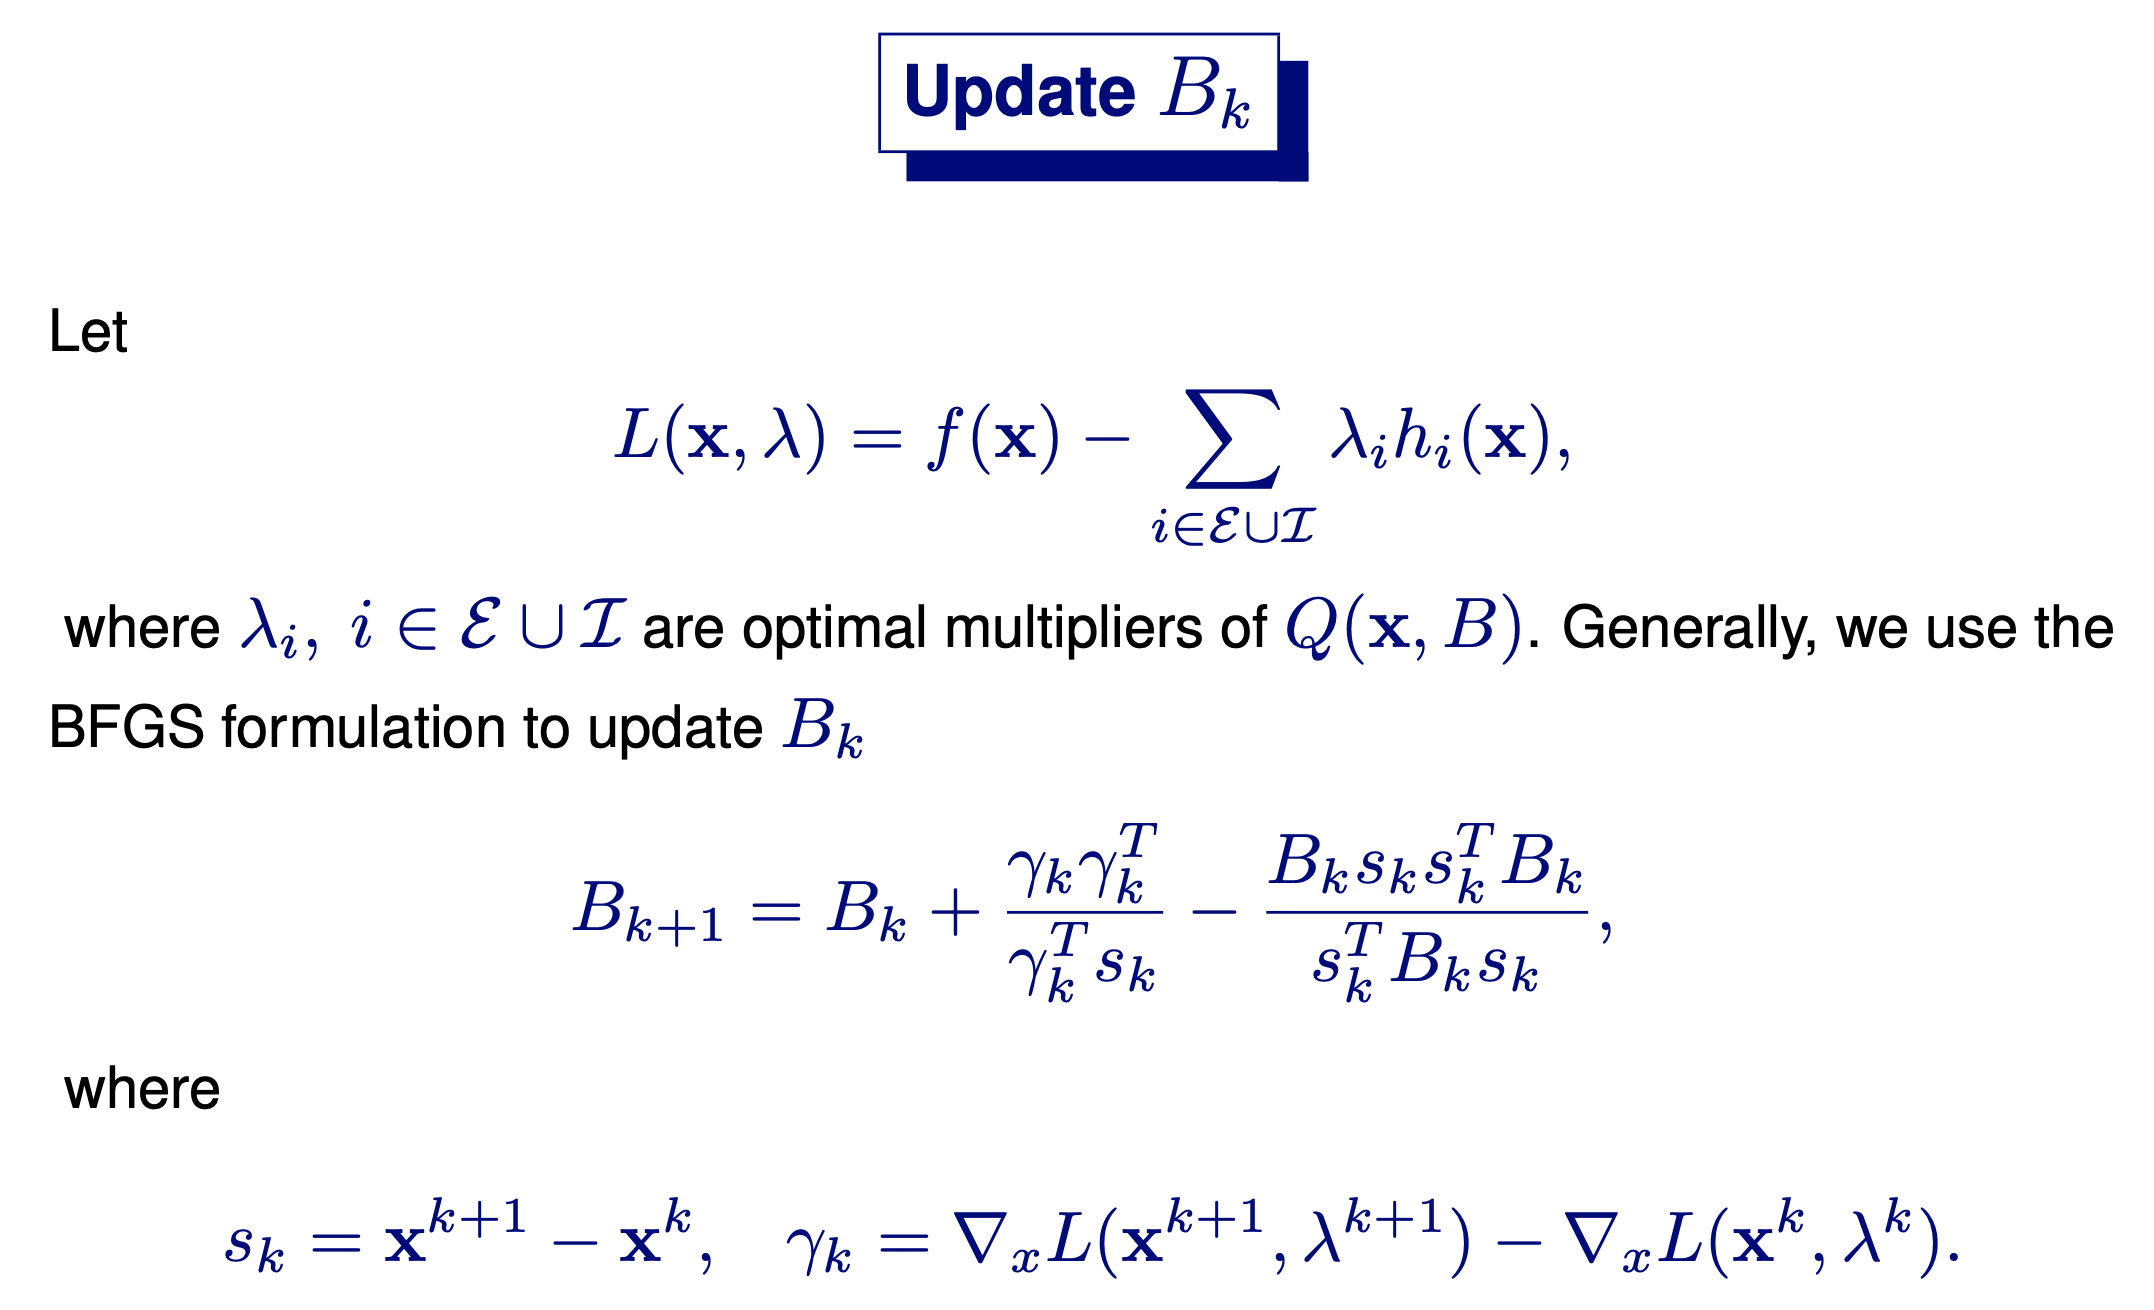 Update $B_k$
Let
$L(\mathbf{x}, \lambda) = f(\mathbf{x}) - \sum_{i \in \mathcal{E} \cup \mathcal{I}} \lambda_i h_i(\mathbf{x}),$
where $\lambda_i,\ i \in \mathcal{E} \cup \mathcal{I}$ are optimal multipliers of $Q(\mathbf{x}, B)$. Generally, we use the
BFGS formulation to update $B_k$
$B_{k+1} = B_k + \frac{\gamma_k \gamma_k^T}{\gamma_k^T s_k} - \frac{B_k s_k s_k^T B_k}{s_k^T B_k s_k},$
where
$s_k = \mathbf{x}^{k+1} - \mathbf{x}^k, \quad \gamma_k = \nabla_x L(\mathbf{x}^{k+1}, \lambda^{k+1}) - \nabla_x L(\mathbf{x}^k, \lambda^k).$